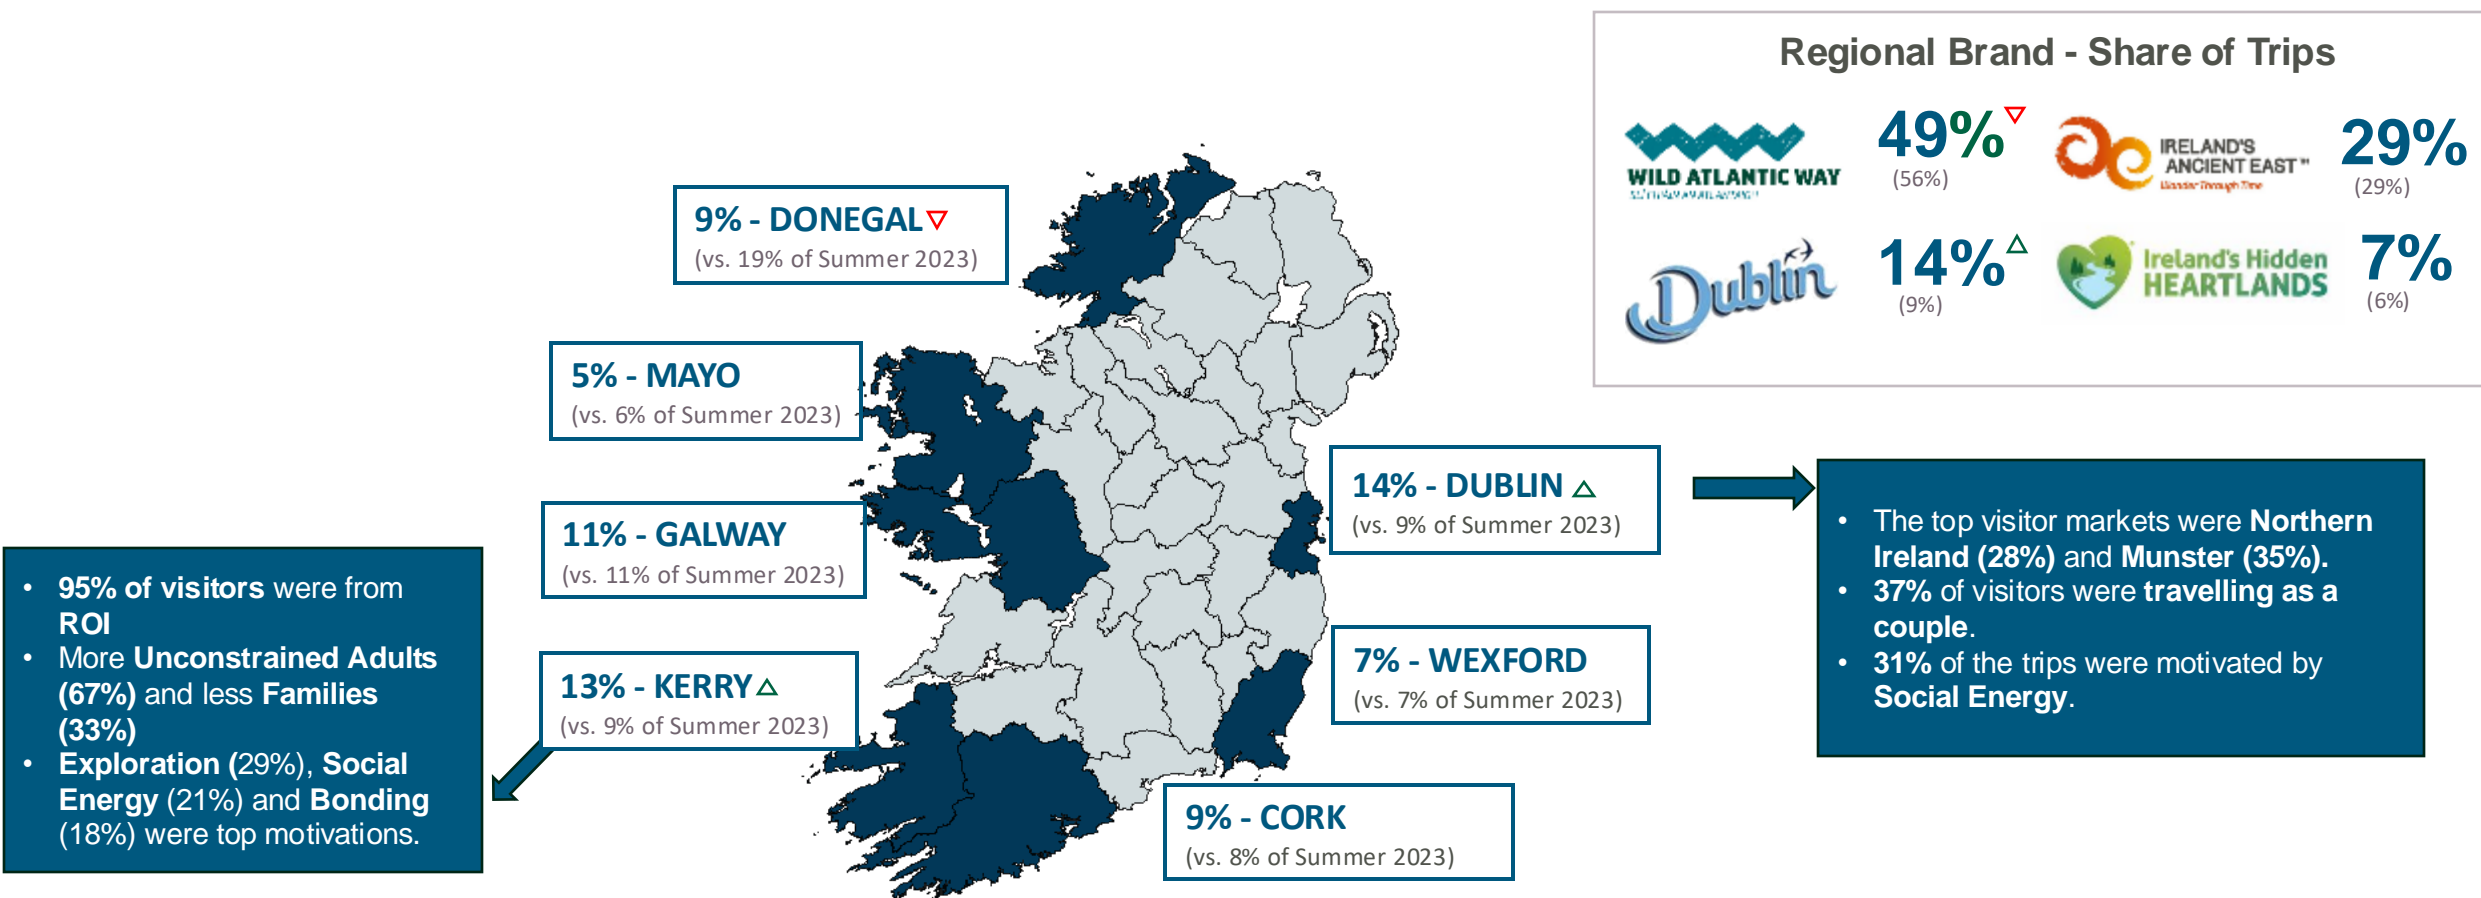 Regional Brand - Share of Trips
WILD ATLANTIC WAY
49%
(56%)
IRELAND'S
ANCIENT EAST™
Wander Through Time
29%
(29%)
Dublin
14%
(9%)
Ireland's Hidden
HEARTLANDS
7%
(6%)
9% - DONEGAL
(vs. 19% of Summer 2023)
5% - MAYO
(vs. 6% of Summer 2023)
11% - GALWAY
(vs. 11% of Summer 2023)
13% - KERRY
(vs. 9% of Summer 2023)
14% - DUBLIN
(vs. 9% of Summer 2023)
7% - WEXFORD
(vs. 7% of Summer 2023)
9% - CORK
(vs. 8% of Summer 2023)
• 95% of visitors were from
ROI
• More Unconstrained Adults
(67%) and less Families
(33%)
• Exploration (29%), Social
Energy (21%) and Bonding
(18%) were top motivations.
• The top visitor markets were Northern
Ireland (28%) and Munster (35%).
• 37% of visitors were travelling as a
couple.
• 31% of the trips were motivated by
Social Energy.